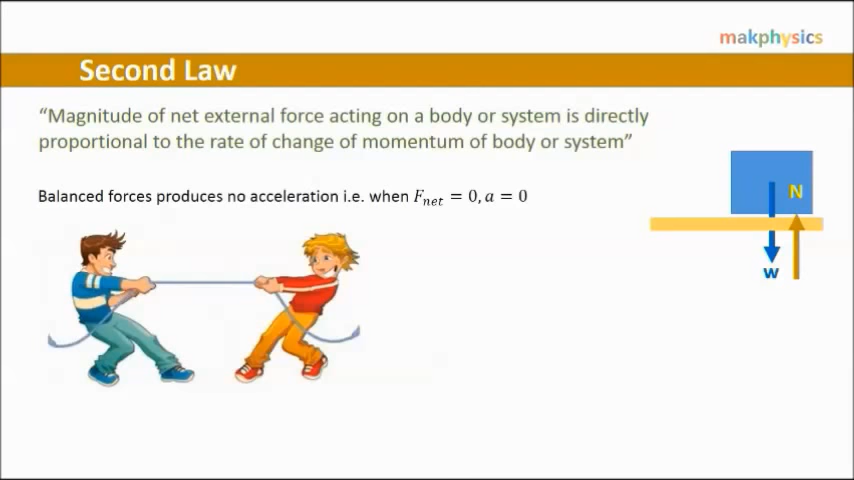 makphysics
Second Law
“Magnitude of net external force acting on a body or system is directly
proportional to the rate of change of momentum of body or system”
Balanced forces produces no acceleration i.e. when F_net = 0, a = 0
N
w